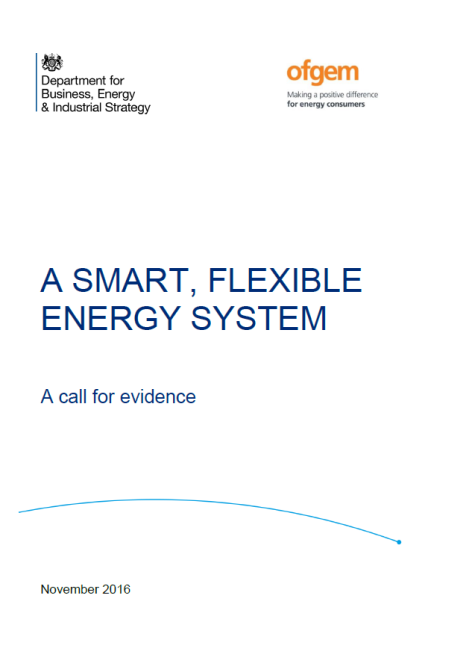 Department for
Business, Energy
& Industrial Strategy
ofgem
Making a positive difference
for energy consumers
A SMART, FLEXIBLE
ENERGY SYSTEM
A call for evidence
November 2016